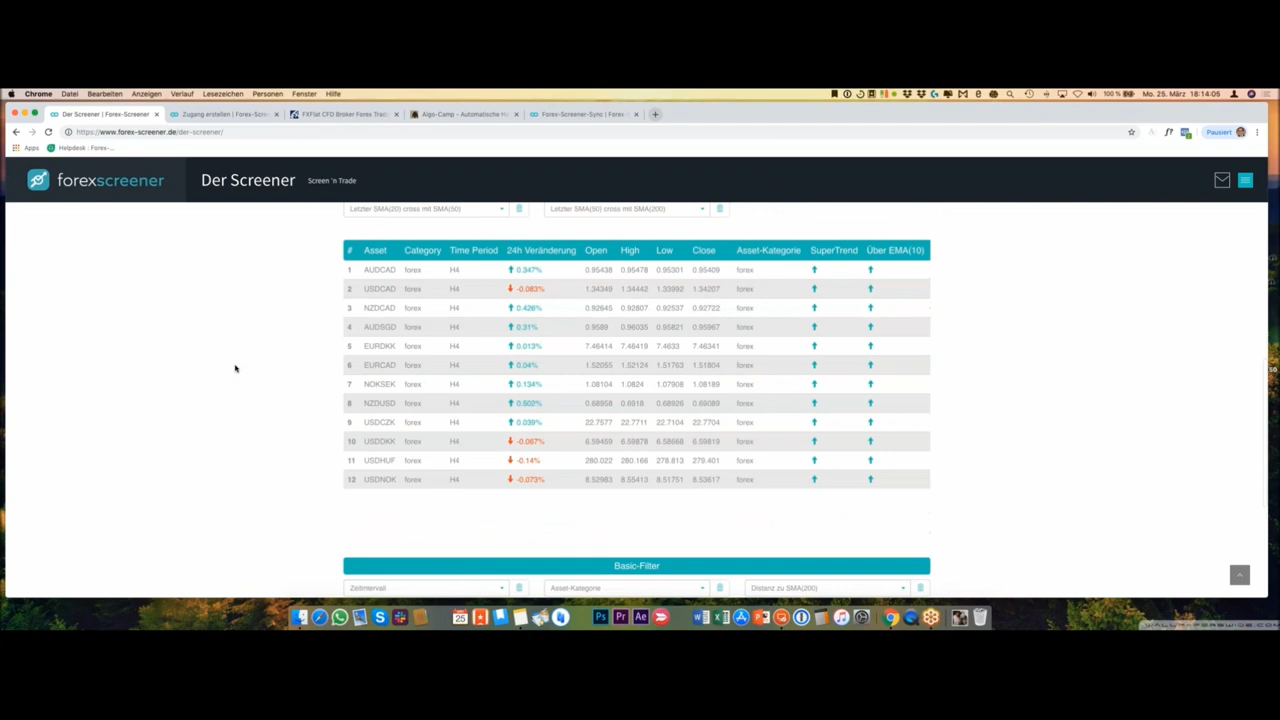 Chrome Datei Bearbeiten Anzeigen Verlauf Lesezeichen Personen Fenster Hilfe 100 % Mo. 25. März 18:14:05
Der Screener | Forex-Screener Zugang erstellen | Forex-Scre FXFlat CFD Broker Forex Trad Algo-Camp - Automatische H Forex-Screener-Sync | Forex-
https://www.forex-screener.de/der-screener/ Pausiert
Apps Helpdesk : Forex-...
forexscreener Der Screener Screen 'n Trade
Letzter SMA(20) cross mit SMA(50) Letzter SMA(50) cross mit SMA(200)
# Asset Category Time Period 24h Veränderung Open High Low Close Asset-Kategorie SuperTrend Über EMA(10)
1 AUDCAD forex H4 0.347% 0.95438 0.95478 0.95301 0.95409 forex
2 USDCAD forex H4 -0.083% 1.34349 1.34442 1.33992 1.34207 forex
3 NZDCAD forex H4 0.426% 0.92645 0.92807 0.92537 0.92722 forex
4 AUDSGD forex H4 0.31% 0.9589 0.96035 0.95821 0.95967 forex
5 EURDKK forex H4 0.013% 7.46414 7.46419 7.4633 7.46341 forex
6 EURCAD forex H4 0.04% 1.52055 1.52124 1.51763 1.51804 forex
7 NOKSEK forex H4 0.134% 1.08104 1.0824 1.07908 1.08189 forex
8 NZDUSD forex H4 0.502% 0.68958 0.6918 0.68926 0.69089 forex
9 USDCZK forex H4 0.039% 22.7577 22.7711 22.7104 22.7704 forex
10 USDDKK forex H4 -0.067% 6.59459 6.59878 6.58668 6.59819 forex
11 USDHUF forex H4 -0.14% 280.022 280.166 278.813 279.401 forex
12 USDNOK forex H4 -0.073% 8.52983 8.55413 8.51751 8.53617 forex
Basic-Filter
Zeitintervall Asset-Kategorie Distanz zu SMA(200)
25 Ps Pr Ae